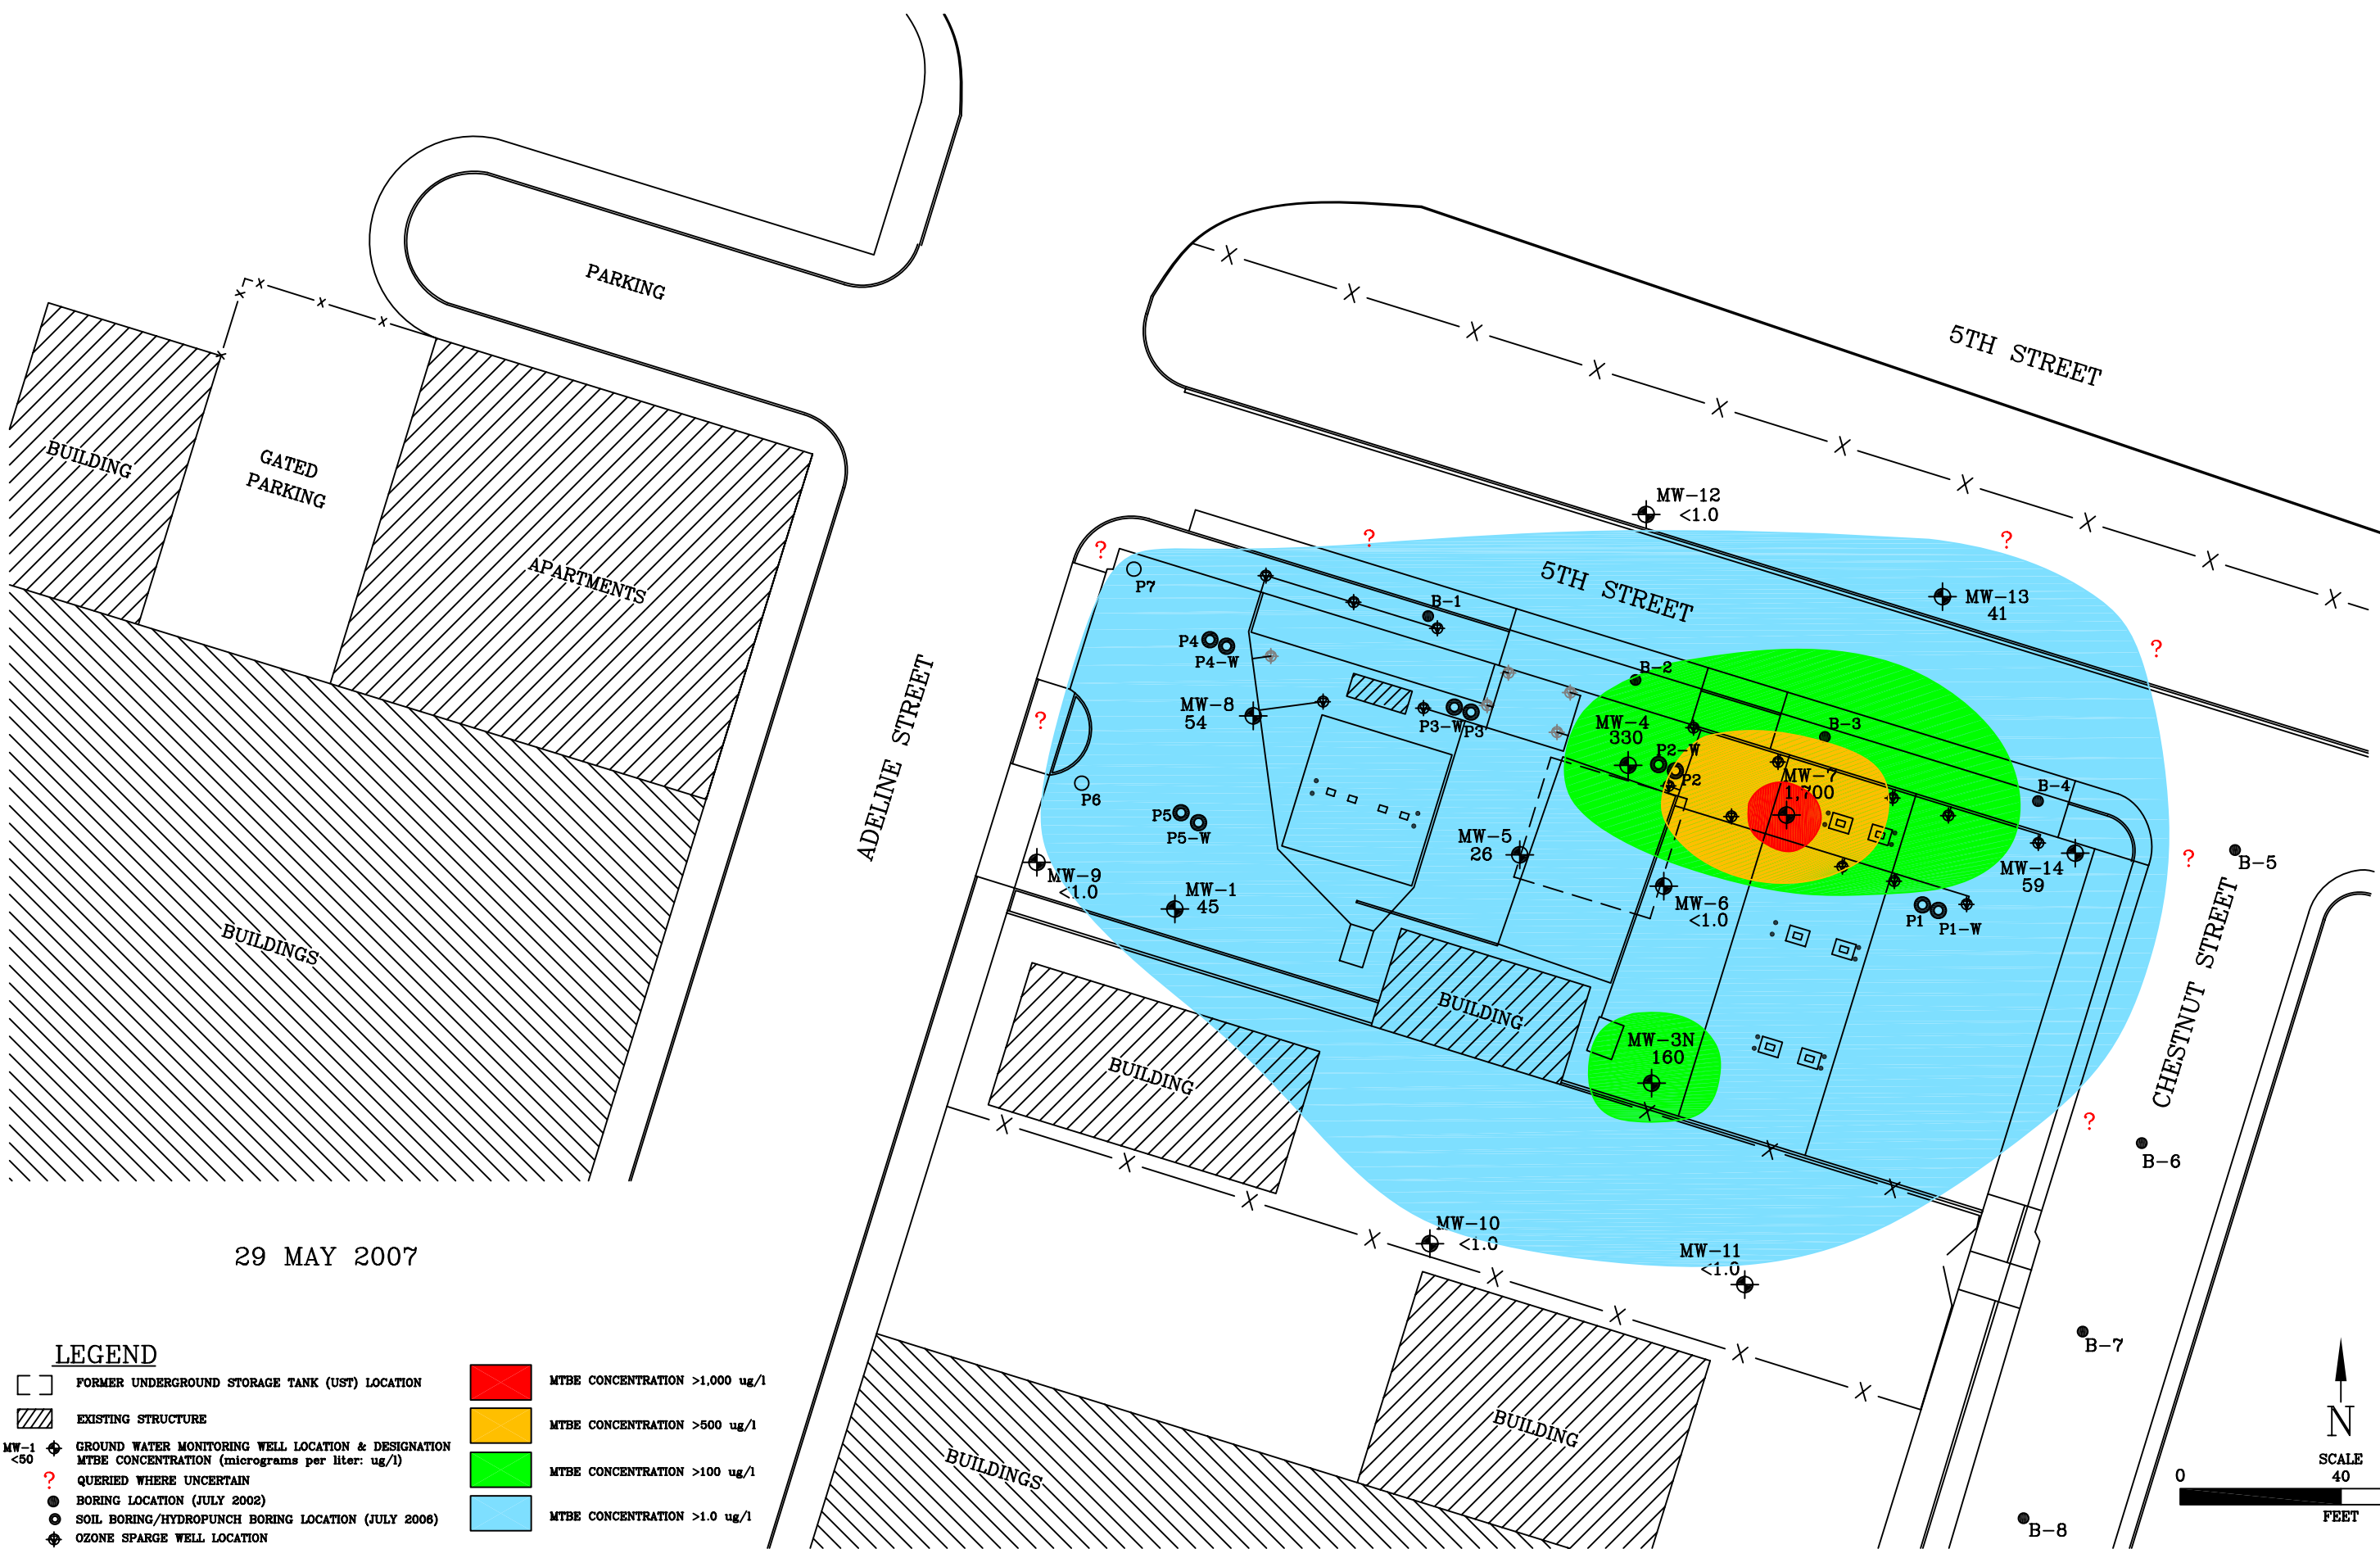 PARKING
5TH STREET
BUILDING
GATED
PARKING
APARTMENTS
MW-12
<1.0
?
?
?
P7
5TH STREET
MW-13
41
B-1
P4
P4-W
?
B-2
MW-8
54
?
P3-W
P3
MW-4
330
B-3
P2-W
P2
MW-7
1,700
ADELINE STREET
P6
B-4
P5
P5-W
MW-5
26
MW-14
59
?
B-5
MW-9
<1.0
MW-1
45
MW-6
<1.0
P1
P1-W
BUILDINGS
BUILDING
CHESTNUT STREET
MW-3N
160
BUILDING
?
B-6
MW-10
<1.0
MW-11
<1.0
29 MAY 2007
B-7
BUILDING
BUILDINGS
B-8
LEGEND
FORMER UNDERGROUND STORAGE TANK (UST) LOCATION
EXISTING STRUCTURE
MW-1
<50
GROUND WATER MONITORING WELL LOCATION & DESIGNATION
MTBE CONCENTRATION (micrograms per liter: ug/l)
?
QUERIED WHERE UNCERTAIN
BORING LOCATION (JULY 2002)
SOIL BORING/HYDROPUNCH BORING LOCATION (JULY 2006)
OZONE SPARGE WELL LOCATION
MTBE CONCENTRATION >1,000 ug/l
MTBE CONCENTRATION >500 ug/l
MTBE CONCENTRATION >100 ug/l
MTBE CONCENTRATION >1.0 ug/l
N
SCALE
0 40
FEET